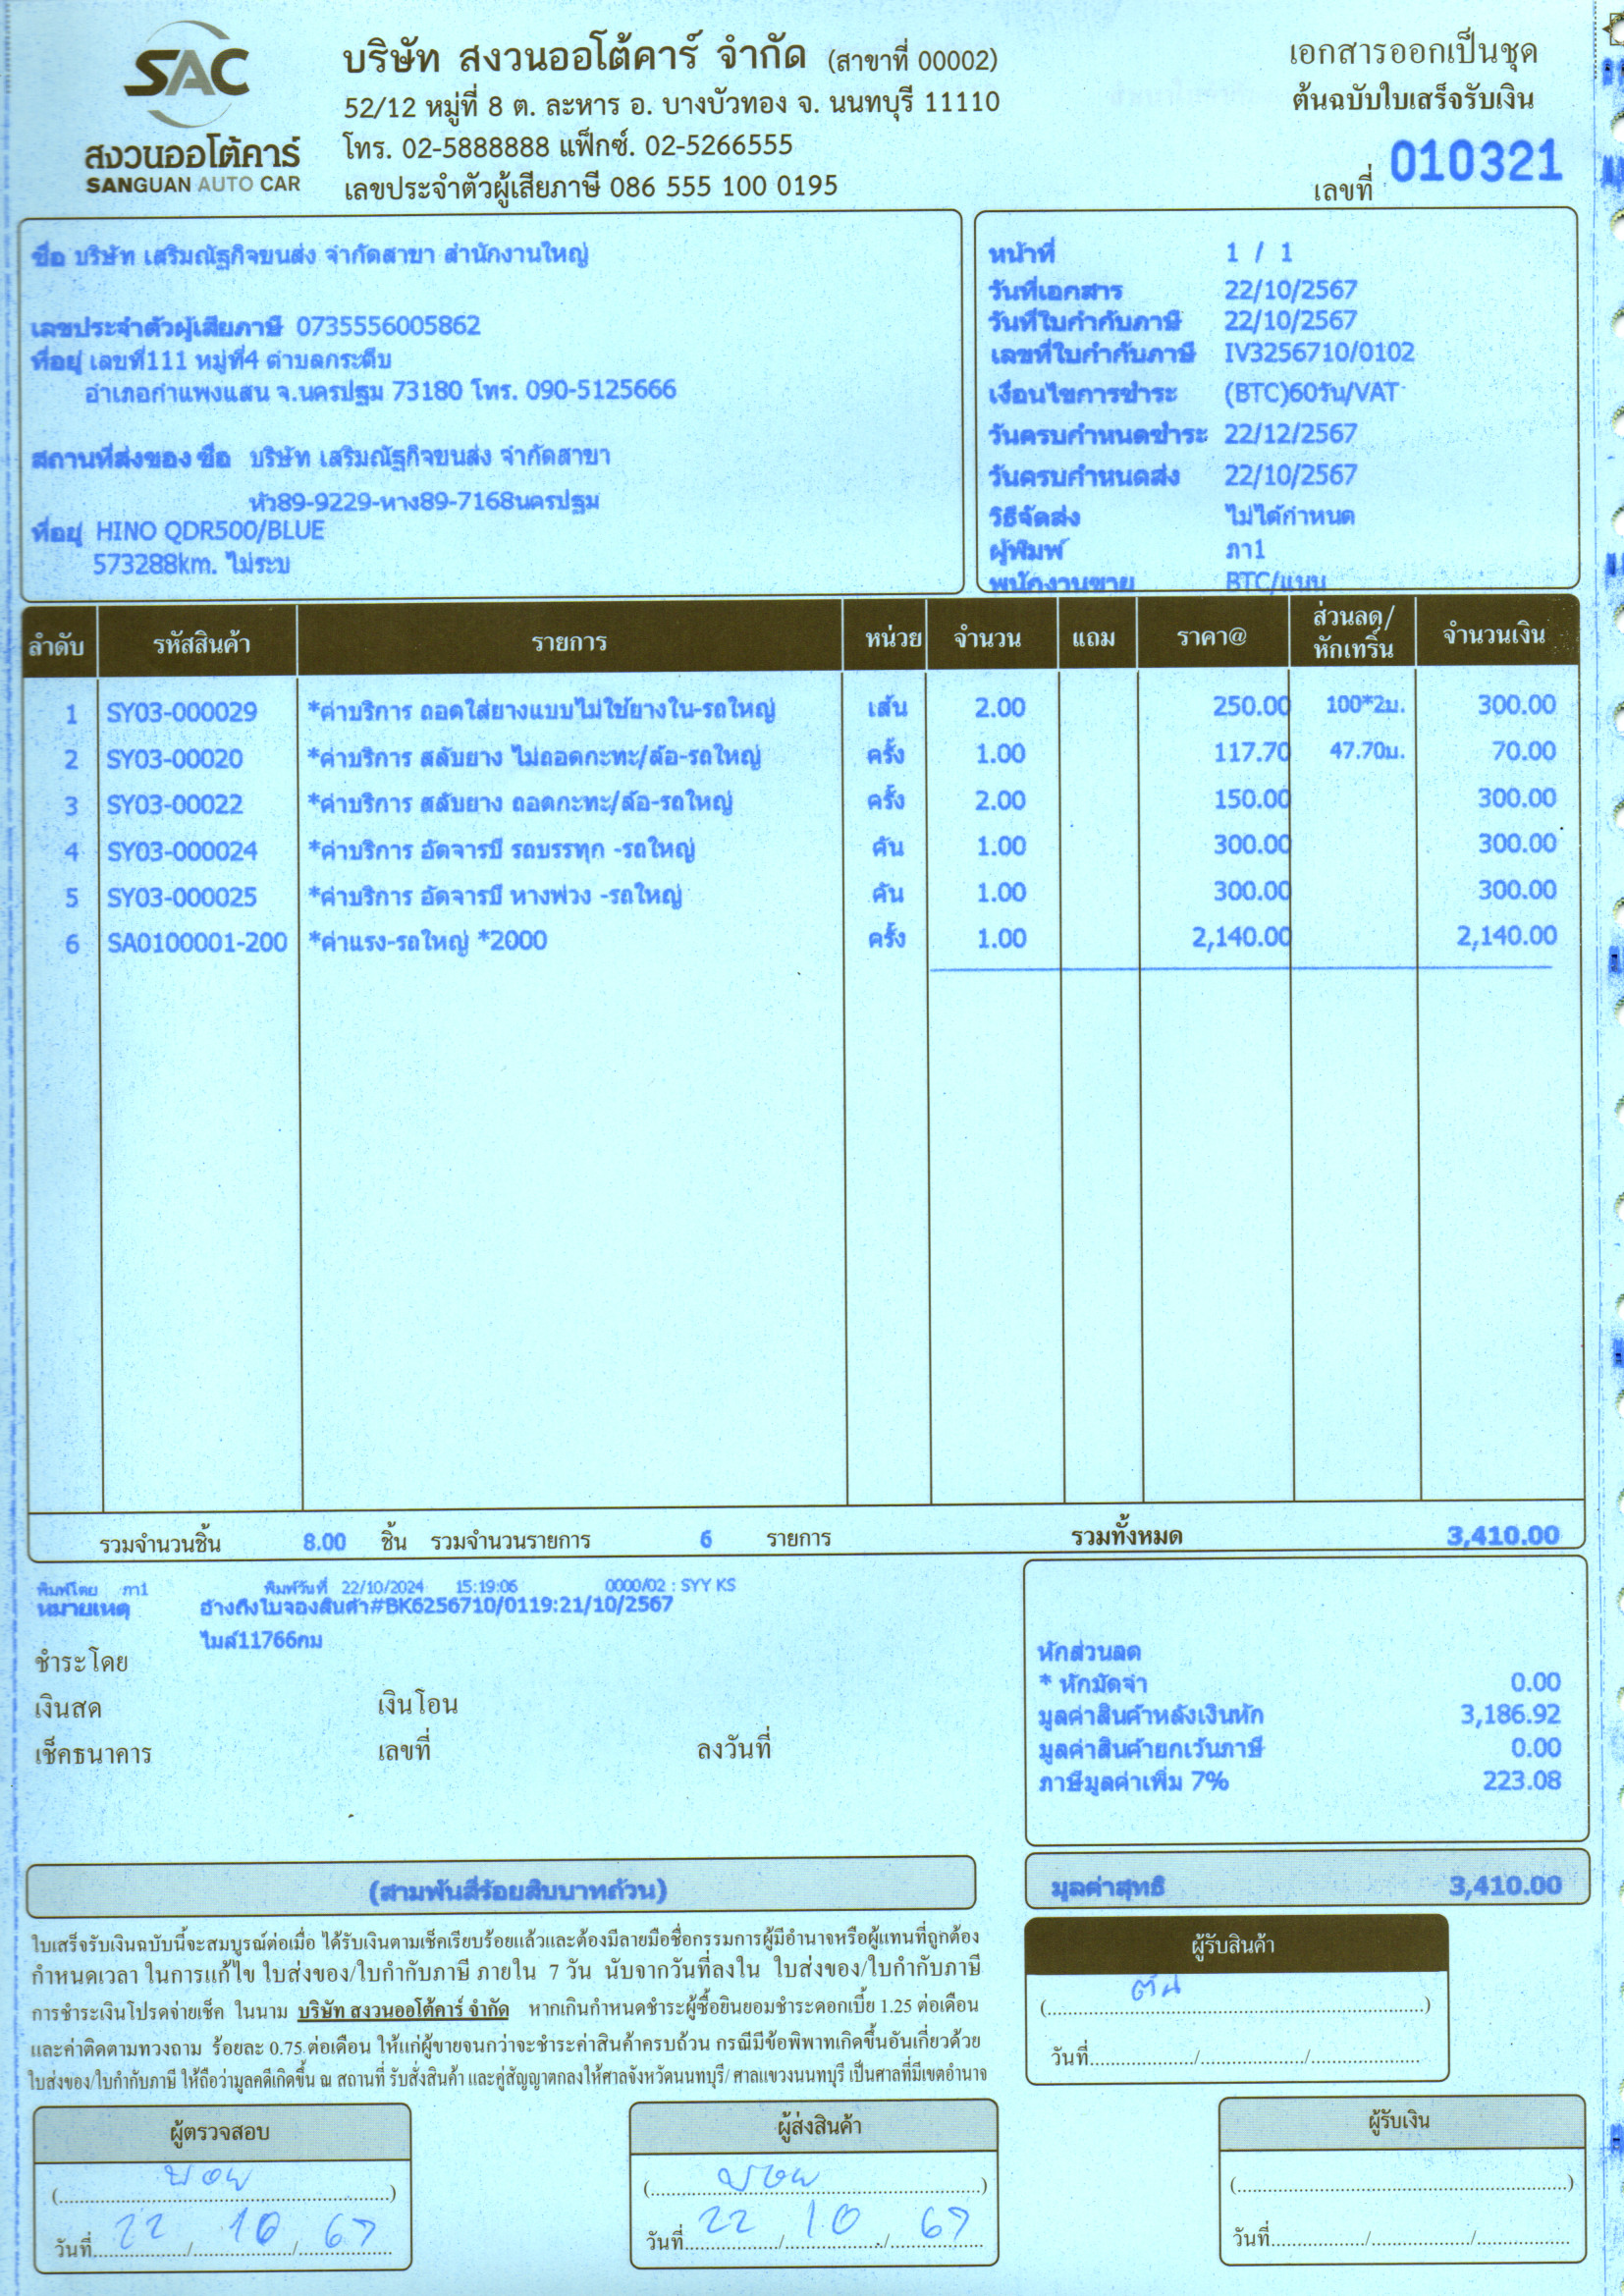 SAC
สงวนออโต้คาร์
SANGUAN AUTO CAR
บริษัท สงวนออโต้คาร์ จำกัด (สาขาที่ 00002)
52/12 หมู่ที่ 8 ต. ละหาร อ. บางบัวทอง จ. นนทบุรี 11110
โทร. 02-5888888 แฟ็กซ์. 02-5266555
เลขประจำตัวผู้เสียภาษี 086 555 100 0195
เอกสารออกเป็นชุด
ต้นฉบับใบเสร็จรับเงิน
เลขที่ 010321
ชื่อ บริษัท เสริมณัฐกิจขนส่ง จำกัดสาขา สำนักงานใหญ่
เลขประจำตัวผู้เสียภาษี 0735556005862
ที่อยู่ เลขที่111 หมู่ที่4 ตำบลกระตีบ
อำเภอกำแพงแสน จ.นครปฐม 73180 โทร. 090-5125666
สถานที่ส่งของ ชื่อ บริษัท เสริมณัฐกิจขนส่ง จำกัดสาขา
หัว89-9229-หาง89-7168นครปฐม
ที่อยู่ HINO QDR500/BLUE
573288km. ไม่ระบ
หน้าที่ 1 / 1
วันที่เอกสาร 22/10/2567
วันที่ใบกำกับภาษี 22/10/2567
เลขที่ใบกำกับภาษี IV3256710/0102
เงื่อนไขการชำระ (BTC)60วัน/VAT
วันครบกำหนดชำระ 22/12/2567
วันครบกำหนดส่ง 22/10/2567
วิธีจัดส่ง ไม่ได้กำหนด
ผู้พิมพ์ ภา1
พนักงานขาย BTC/แนน
ลำดับ รหัสสินค้า รายการ หน่วย จำนวน แถม ราคา@ ส่วนลด/หักเทริ์น จำนวนเงิน
1 SY03-000029 *ค่าบริการ ถอดใส่ยางแบบไม่ใช้ยางใน-รถใหญ่ เส้น 2.00 250.00 100*2บ. 300.00
2 SY03-00020 *ค่าบริการ สลับยาง ไม่ถอดกะทะ/ล้อ-รถใหญ่ ครั้ง 1.00 117.70 47.70บ. 70.00
3 SY03-00022 *ค่าบริการ สลับยาง ถอดกะทะ/ล้อ-รถใหญ่ ครั้ง 2.00 150.00 300.00
4 SY03-000024 *ค่าบริการ อัดจารบี รถบรรทุก -รถใหญ่ คัน 1.00 300.00 300.00
5 SY03-000025 *ค่าบริการ อัดจารบี หางพ่วง -รถใหญ่ คัน 1.00 300.00 300.00
6 SA0100001-200 *ค่าแรง-รถใหญ่ *2000 ครั้ง 1.00 2,140.00 2,140.00
รวมจำนวนชิ้น 8.00 ชิ้น รวมจำนวนรายการ 6 รายการ รวมทั้งหมด 3,410.00
พิมพ์โดย ภา1 พิมพ์วันที่ 22/10/2024 15:19:06 0000/02 : SYY KS
หมายเหตุ อ้างถึงใบจองสินค้า#BK6256710/0119:21/10/2567
ไมล์11766กม
ชำระโดย
เงินสด เงินโอน
เช็คธนาคาร เลขที่ ลงวันที่
หักส่วนลด
* หักมัดจำ 0.00
มูลค่าสินค้าหลังเงินหัก 3,186.92
มูลค่าสินค้ายกเว้นภาษี 0.00
ภาษีมูลค่าเพิ่ม 7% 223.08
(สามพันสี่ร้อยสิบบาทถ้วน)
มูลค่าสุทธิ 3,410.00
ใบเสร็จรับเงินฉบับนี้จะสมบูรณ์ต่อเมื่อ ได้รับเงินตามเช็คเรียบร้อยแล้วและต้องมีลายมือชื่อกรรมการผู้มีอำนาจหรือผู้แทนที่ถูกต้อง
กำหนดเวลา ในการแก้ไข ใบส่งของ/ใบกำกับภาษี ภายใน 7 วัน นับจากวันที่ลงใน ใบส่งของ/ใบกำกับภาษี
การชำระเงินโปรดจ่ายเช็ค ในนาม บริษัท สงวนออโต้คาร์ จำกัด หากเกินกำหนดชำระผู้ซื้อยินยอมชำระดอกเบี้ย 1.25 ต่อเดือน
และค่าติดตามทวงถาม ร้อยละ 0.75 ต่อเดือน ให้แก่ผู้ขายจนกว่าจะชำระค่าสินค้าครบถ้วน กรณีมีข้อพิพาทเกิดขึ้นอันเกี่ยวด้วย
ใบส่งของ/ใบกำกับภาษี ให้ถือว่ามูลคดีเกิดขึ้น ณ สถานที่ รับสั่งสินค้า และคู่สัญญาตกลงให้ศาลจังหวัดนนทบุรี/ ศาลแขวงนนทบุรี เป็นศาลที่มีเขตอำนาจ
ผู้รับสินค้า
(ต้น)
วันที่......./......./.......
ผู้ตรวจสอบ
วันที่ 22 / 10 / 67
ผู้ส่งสินค้า
วันที่ 22 / 10 / 67
ผู้รับเงิน
(.......)
วันที่......./......./.......